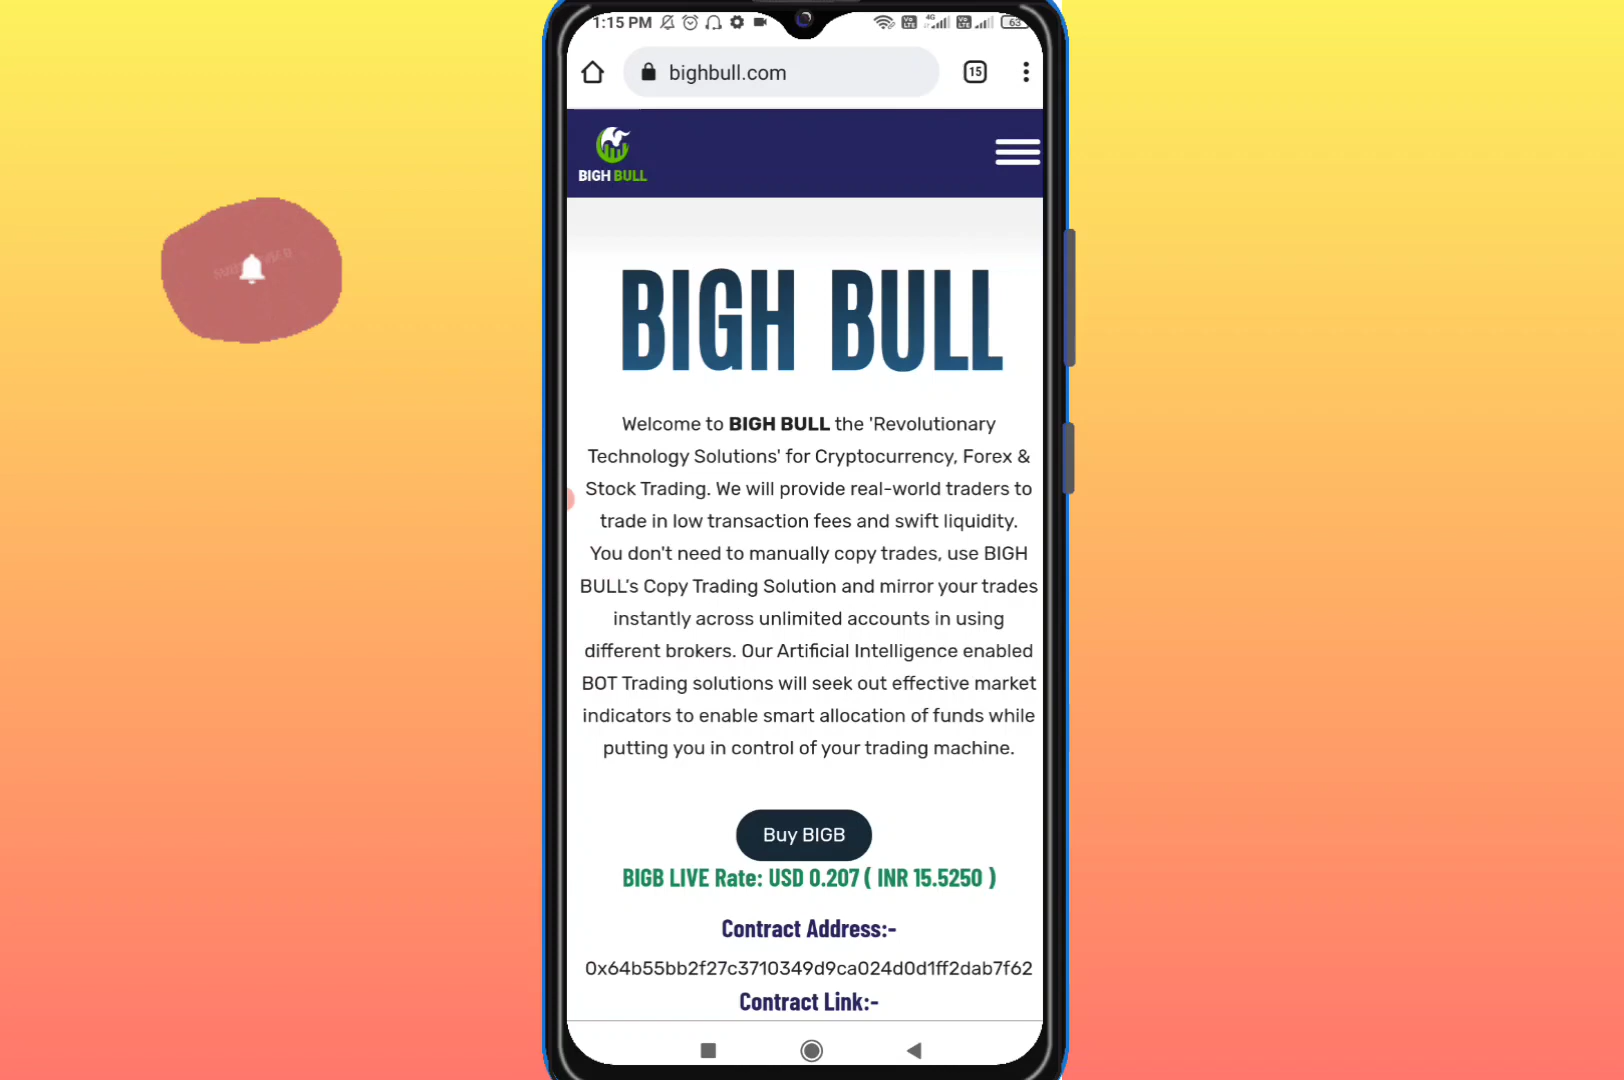 1:15 PM
4G
63
bighbull.com
15
BIGH BULL
BIGH BULL
Welcome to BIGH BULL the 'Revolutionary
Technology Solutions' for Cryptocurrency, Forex &
Stock Trading. We will provide real-world traders to
trade in low transaction fees and swift liquidity.
You don't need to manually copy trades, use BIGH
BULL's Copy Trading Solution and mirror your trades
instantly across unlimited accounts in using
different brokers. Our Artificial Intelligence enabled
BOT Trading solutions will seek out effective market
indicators to enable smart allocation of funds while
putting you in control of your trading machine.
Buy BIGB
BIGB LIVE Rate: USD 0.207 ( INR 15.5250 )
Contract Address:-
0x64b55bb2f27c3710349d9ca024d0d1ff2dab7f62
Contract Link:-